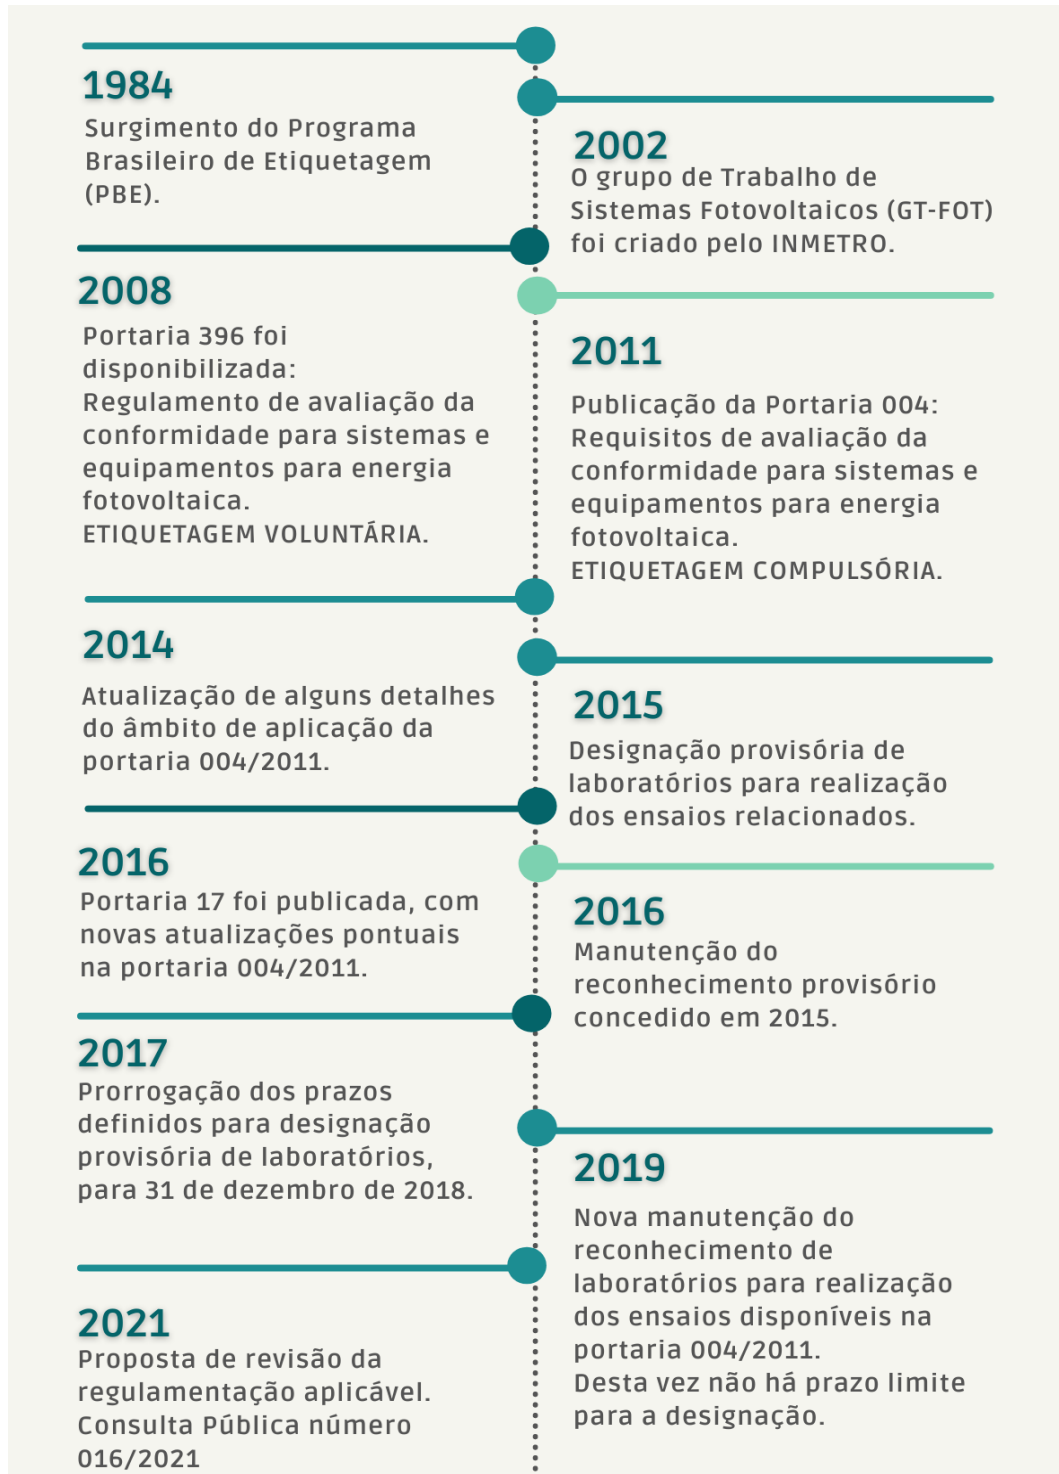 1984
Surgimento do Programa
Brasileiro de Etiquetagem
(PBE).
2002
O grupo de Trabalho de
Sistemas Fotovoltaicos (GT-FOT)
foi criado pelo INMETRO.
2008
Portaria 396 foi
disponibilizada:
Regulamento de avaliação da
conformidade para sistemas e
equipamentos para energia
fotovoltaica.
ETIQUETAGEM VOLUNTÁRIA.
2011
Publicação da Portaria 004:
Requisitos de avaliação da
conformidade para sistemas e
equipamentos para energia
fotovoltaica.
ETIQUETAGEM COMPULSÓRIA.
2014
Atualização de alguns detalhes
do âmbito de aplicação da
portaria 004/2011.
2015
Designação provisória de
laboratórios para realização
dos ensaios relacionados.
2016
Portaria 17 foi publicada, com
novas atualizações pontuais
na portaria 004/2011.
2016
Manutenção do
reconhecimento provisório
concedido em 2015.
2017
Prorrogação dos prazos
definidos para designação
provisória de laboratórios,
para 31 de dezembro de 2018.
2019
Nova manutenção do
reconhecimento de
laboratórios para realização
dos ensaios disponíveis na
portaria 004/2011.
Desta vez não há prazo limite
para a designação.
2021
Proposta de revisão da
regulamentação aplicável.
Consulta Pública número
016/2021